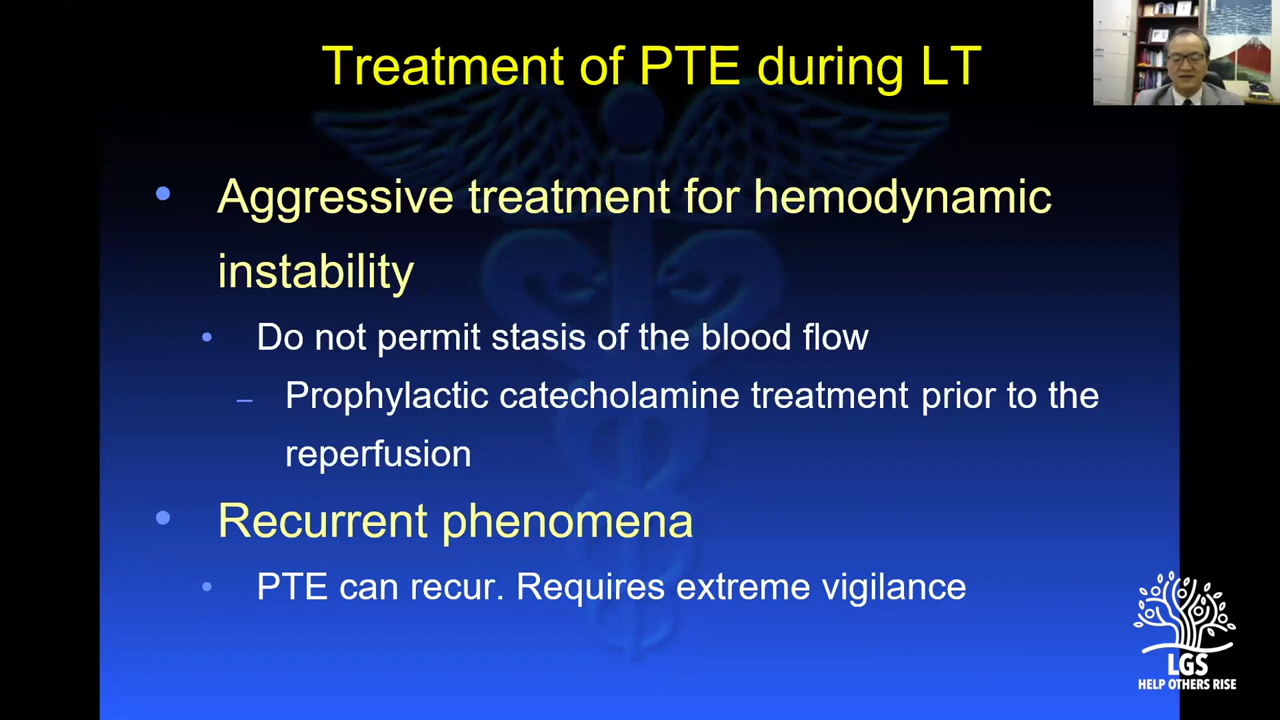 Treatment of PTE during LT
• Aggressive treatment for hemodynamic
instability
• Do not permit stasis of the blood flow
– Prophylactic catecholamine treatment prior to the
reperfusion
• Recurrent phenomena
• PTE can recur. Requires extreme vigilance
LGS
HELP OTHERS RISE